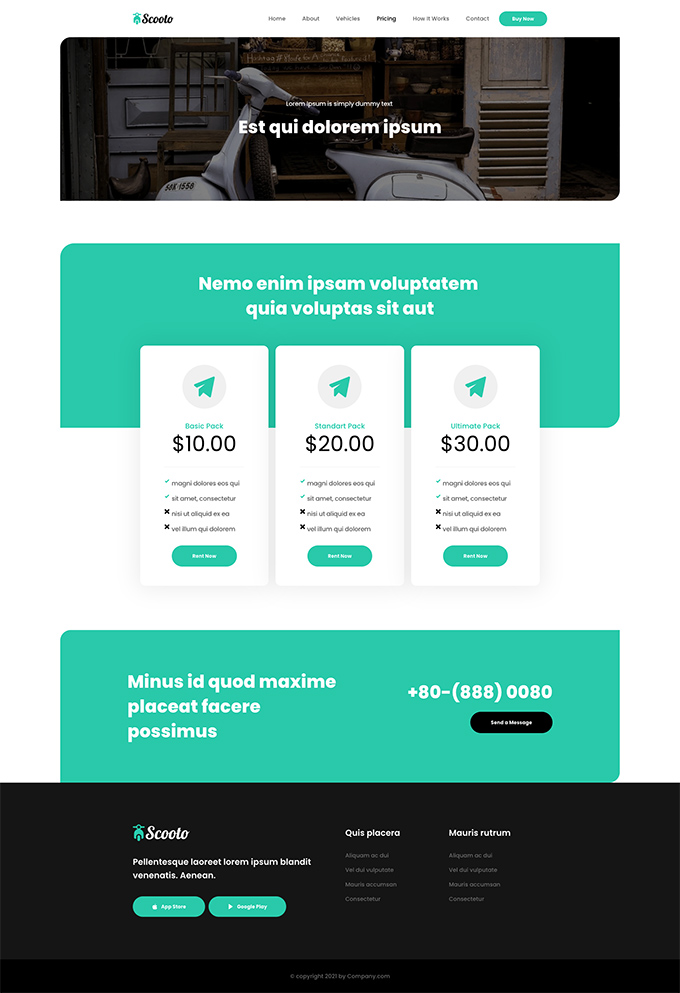 Scooto
Home About Vehicles Pricing How It Works Contact Buy Now
Lorem ipsum is simply dummy text
Est qui dolorem ipsum
58K-1558
Nemo enim ipsam voluptatem
quia voluptas sit aut
Basic Pack
$10.00
magni dolores eos qui
sit amet, consectetur
nisi ut aliquid ex ea
vel illum qui dolorem
Rent Now
Standart Pack
$20.00
magni dolores eos qui
sit amet, consectetur
nisi ut aliquid ex ea
vel illum qui dolorem
Rent Now
Ultimate Pack
$30.00
magni dolores eos qui
sit amet, consectetur
nisi ut aliquid ex ea
vel illum qui dolorem
Rent Now
Minus id quod maxime
placeat facere
possimus
+80-(888) 0080
Send a Message
Scooto
Pellentesque laoreet lorem ipsum blandit
venenatis. Aenean.
App Store
Google Play
Quis placera
Aliquam ac dui
Vel dui vulputate
Mauris accumsan
Consectetur
Mauris rutrum
Aliquam ac dui
Vel dui vulputate
Mauris accumsan
Consectetur
© copyright 2021 by Company.com